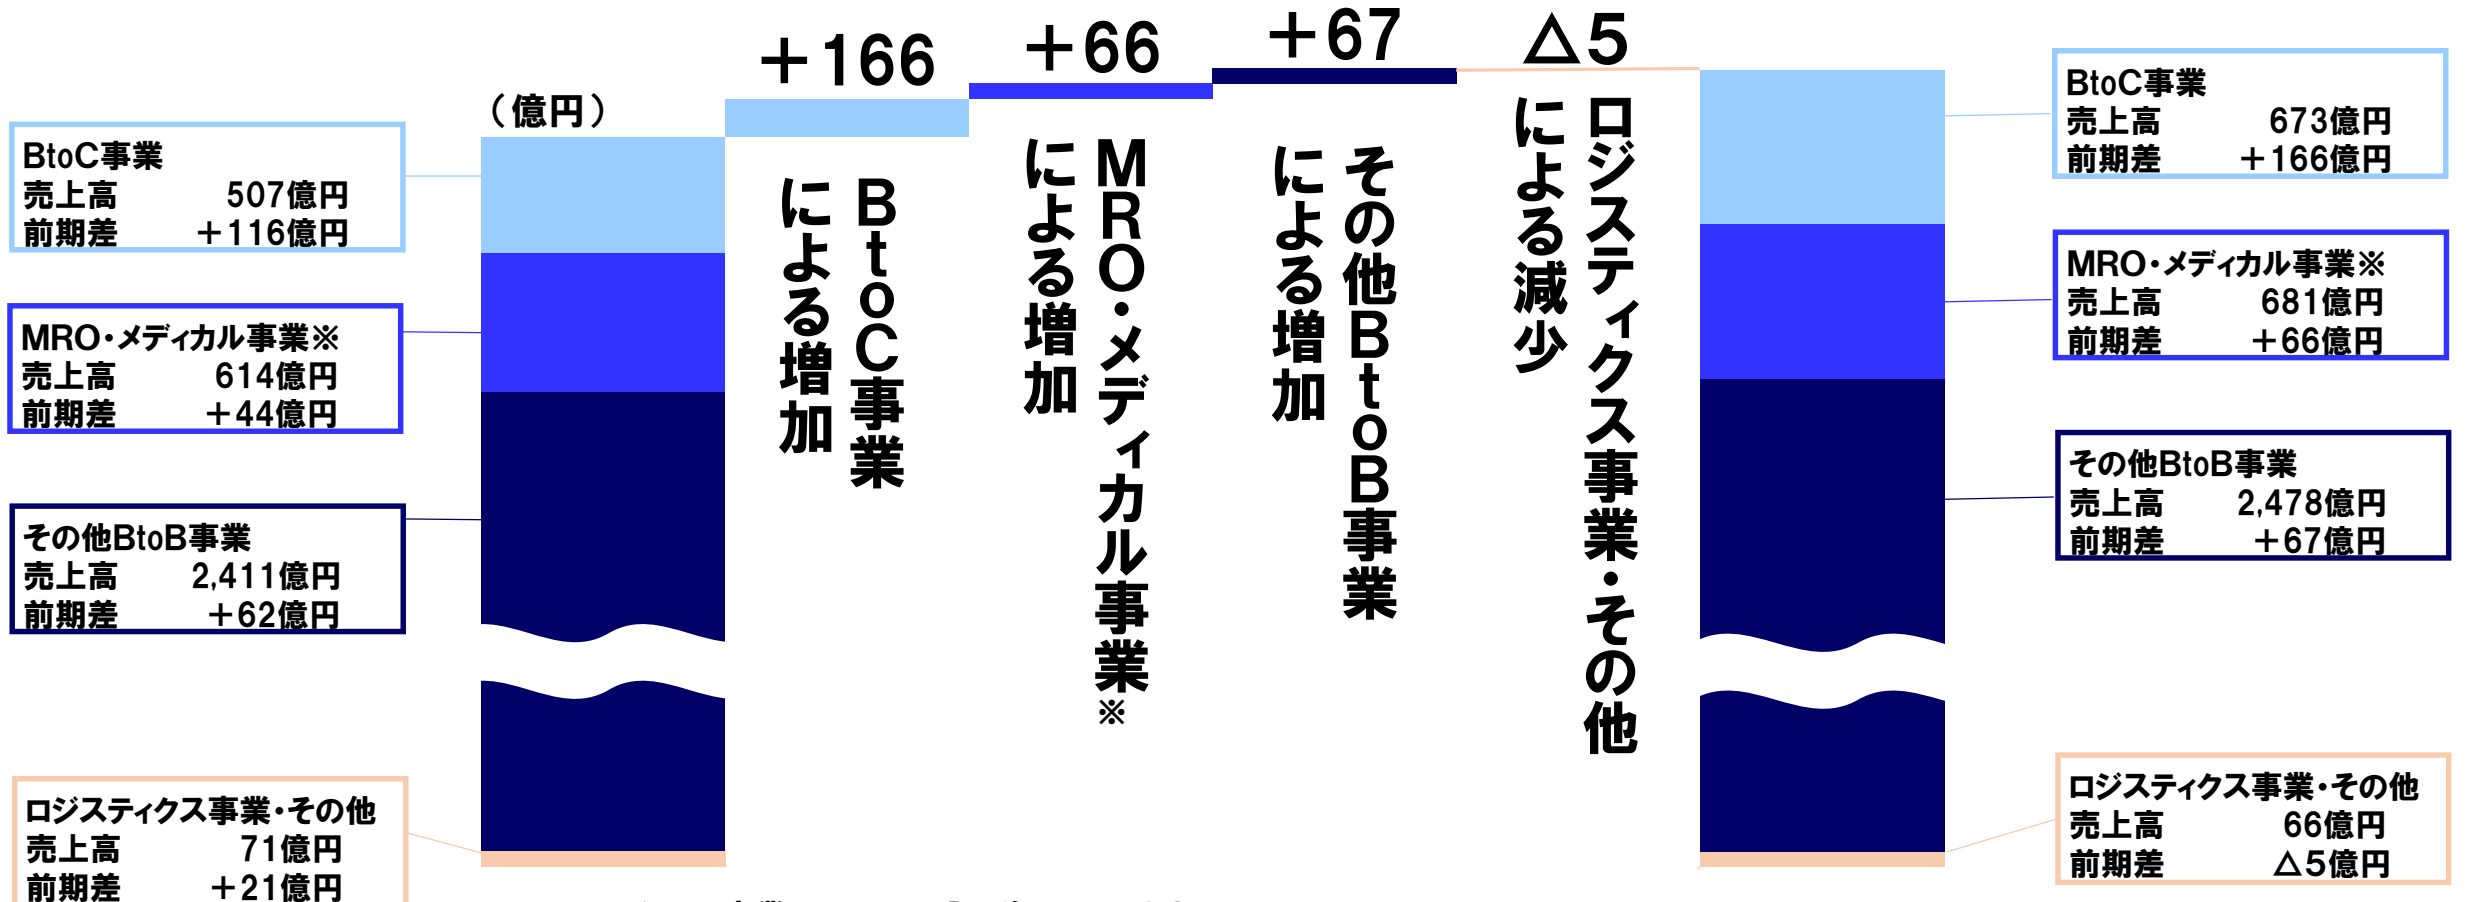 （億円）
BtoC事業
売上高 507億円
前期差 ＋116億円
MRO・メディカル事業※
売上高 614億円
前期差 ＋44億円
その他BtoB事業
売上高 2,411億円
前期差 ＋62億円
ロジスティクス事業・その他
売上高 71億円
前期差 ＋21億円
＋166
BtoC事業
による増加
＋66
MRO・メディカル事業※
による増加
＋67
その他BtoB事業
による増加
△5
ロジスティクス事業・その他
による減少
BtoC事業
売上高 673億円
前期差 ＋166億円
MRO・メディカル事業※
売上高 681億円
前期差 ＋66億円
その他BtoB事業
売上高 2,478億円
前期差 ＋67億円
ロジスティクス事業・その他
売上高 66億円
前期差 △5億円